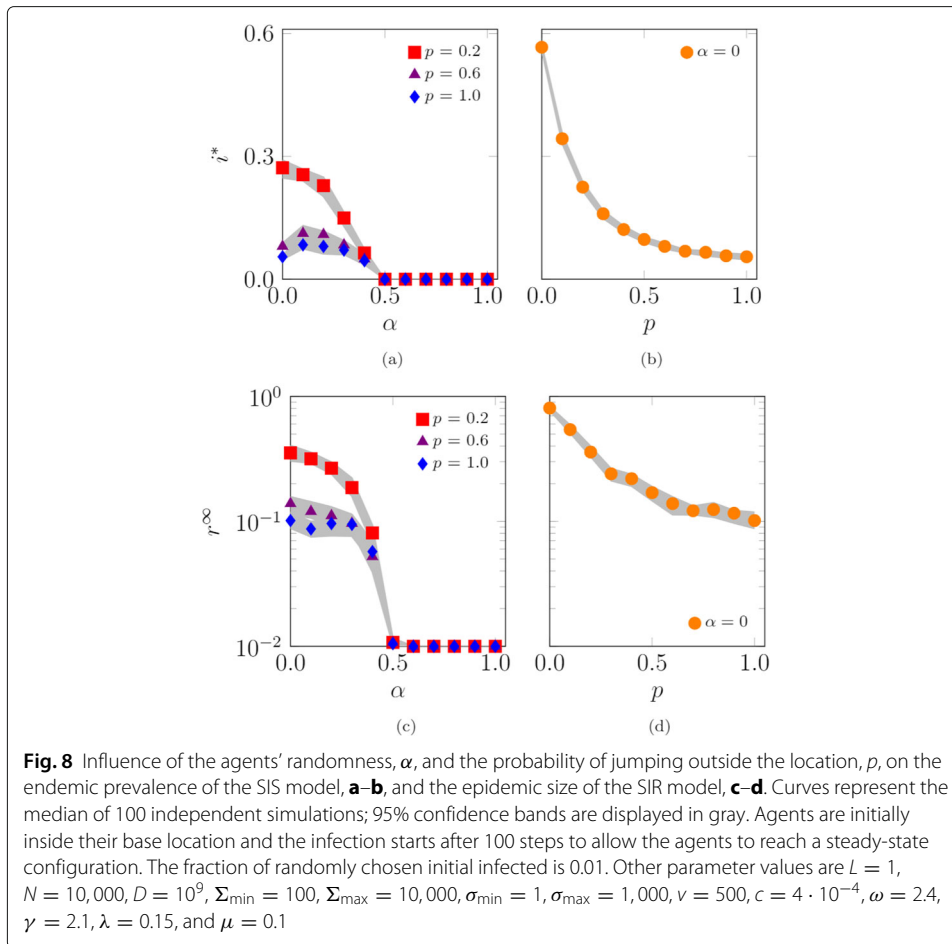 0.6
0.3
0.0
i*
p = 0.2
p = 0.6
p = 1.0
0.0 0.5 1.0
α
(a)
α = 0
0.0 0.5 1.0
p
(b)
10⁰
10⁻¹
10⁻²
r∞
p = 0.2
p = 0.6
p = 1.0
0.0 0.5 1.0
α
(c)
α = 0
0.0 0.5 1.0
p
(d)
Fig. 8 Influence of the agents' randomness, α, and the probability of jumping outside the location, p, on the
endemic prevalence of the SIS model, a–b, and the epidemic size of the SIR model, c–d. Curves represent the
median of 100 independent simulations; 95% confidence bands are displayed in gray. Agents are initially
inside their base location and the infection starts after 100 steps to allow the agents to reach a steady-state
configuration. The fraction of randomly chosen initial infected is 0.01. Other parameter values are L = 1,
N = 10,000, D = 10⁹, Σmin = 100, Σmax = 10,000, σmin = 1, σmax = 1,000, v = 500, c = 4 · 10⁻⁴, ω = 2.4,
γ = 2.1, λ = 0.15, and μ = 0.1